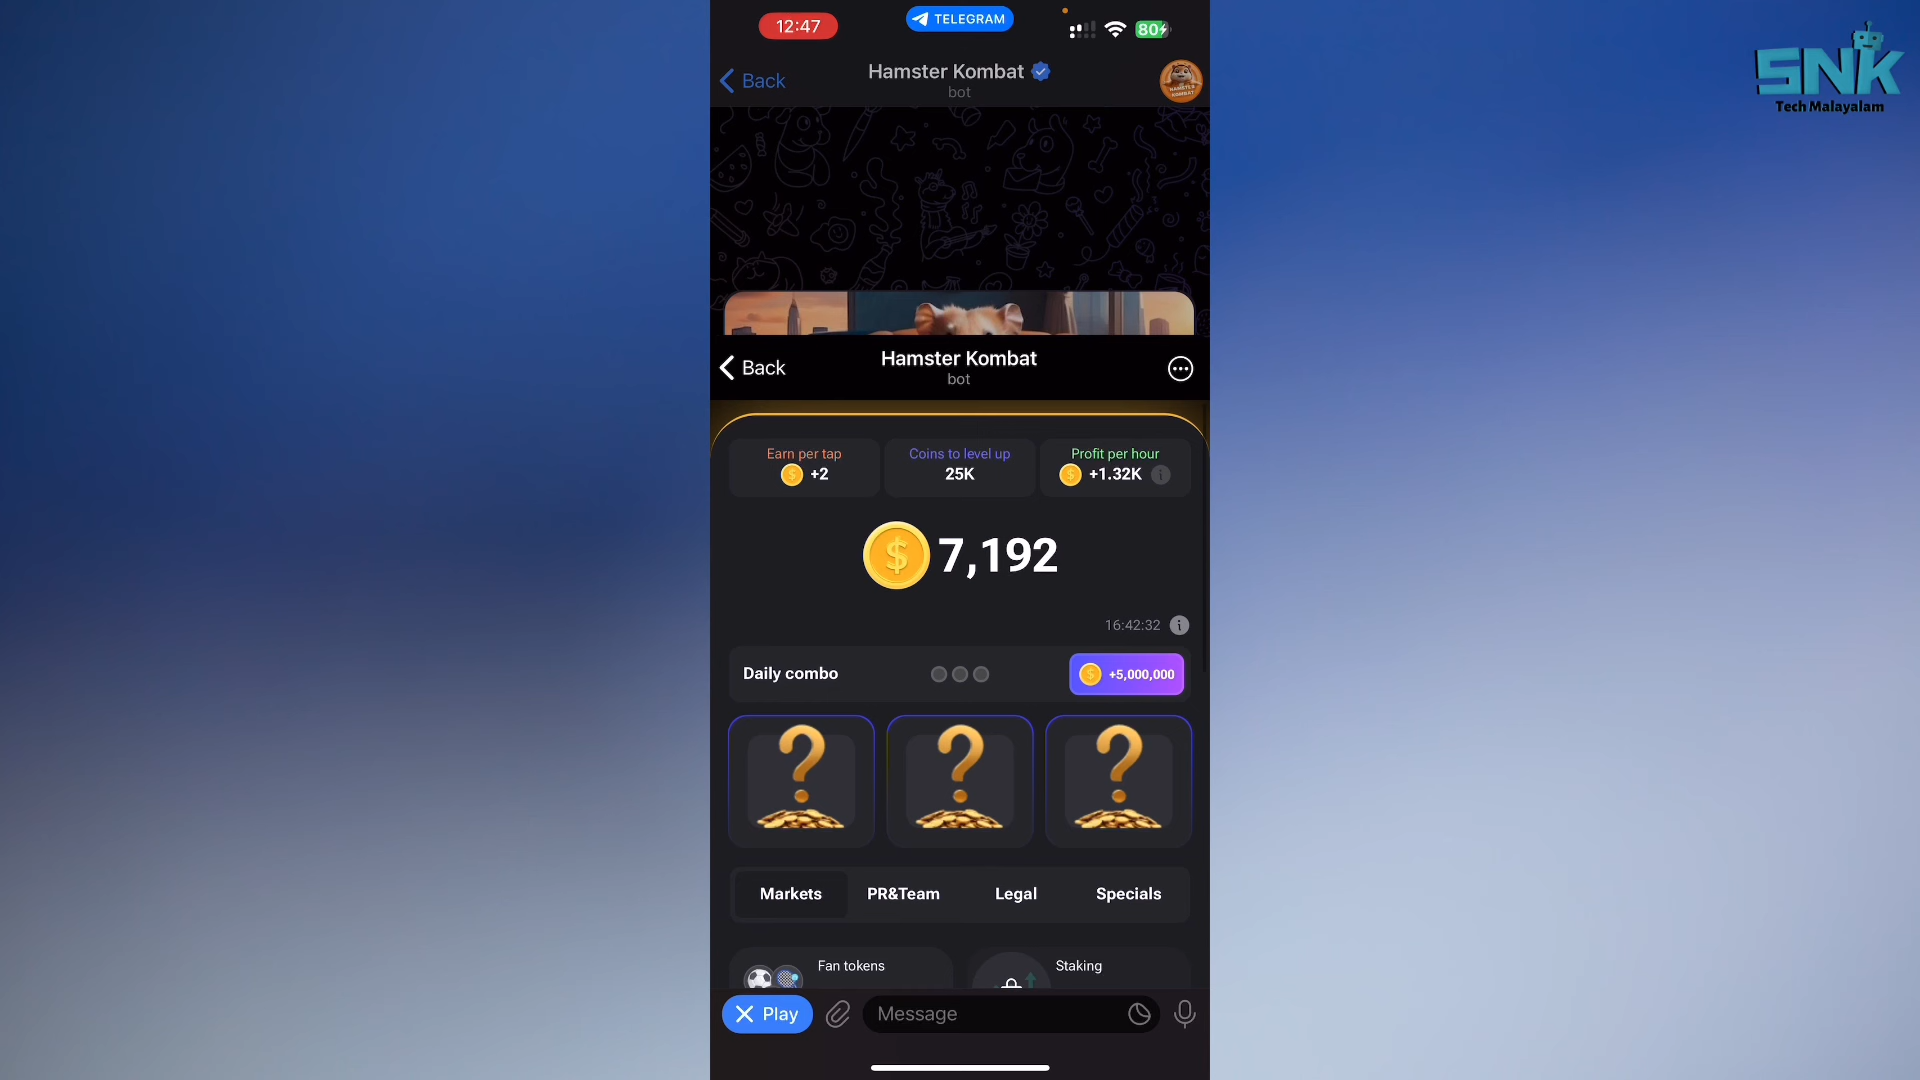 12:47
TELEGRAM
80
Back
Hamster Kombat
bot
SNK
Tech Malayalam
Back
Hamster Kombat
bot
Earn per tap
+2
Coins to level up
25K
Profit per hour
+1.32K
$ 7,192
16:42:32
Daily combo
+5,000,000
Markets
PR&Team
Legal
Specials
Fan tokens
Staking
Play
Message